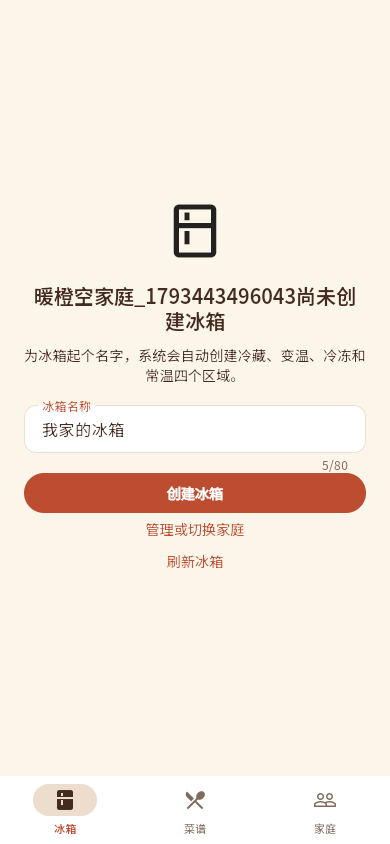 暖橙空家庭_1793443496043尚未创
建冰箱
为冰箱起个名字，系统会自动创建冷藏、变温、冷冻和
常温四个区域。
冰箱名称
我家的冰箱
5/80
创建冰箱
管理或切换家庭
刷新冰箱
冰箱
菜谱
家庭